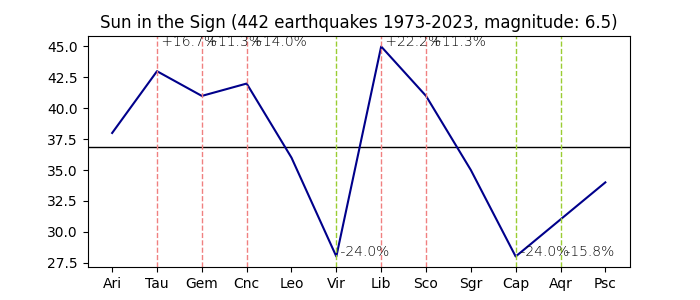 Sun in the Sign (442 earthquakes 1973-2023, magnitude: 6.5)
45.0 +16.7% +11.3% +14.0% +22.2% +11.3%
42.5
40.0
37.5
35.0
32.5
30.0
-24.0% -24.0% -15.8%
27.5
Ari Tau Gem Cnc Leo Vir Lib Sco Sgr Cap Aqr Psc